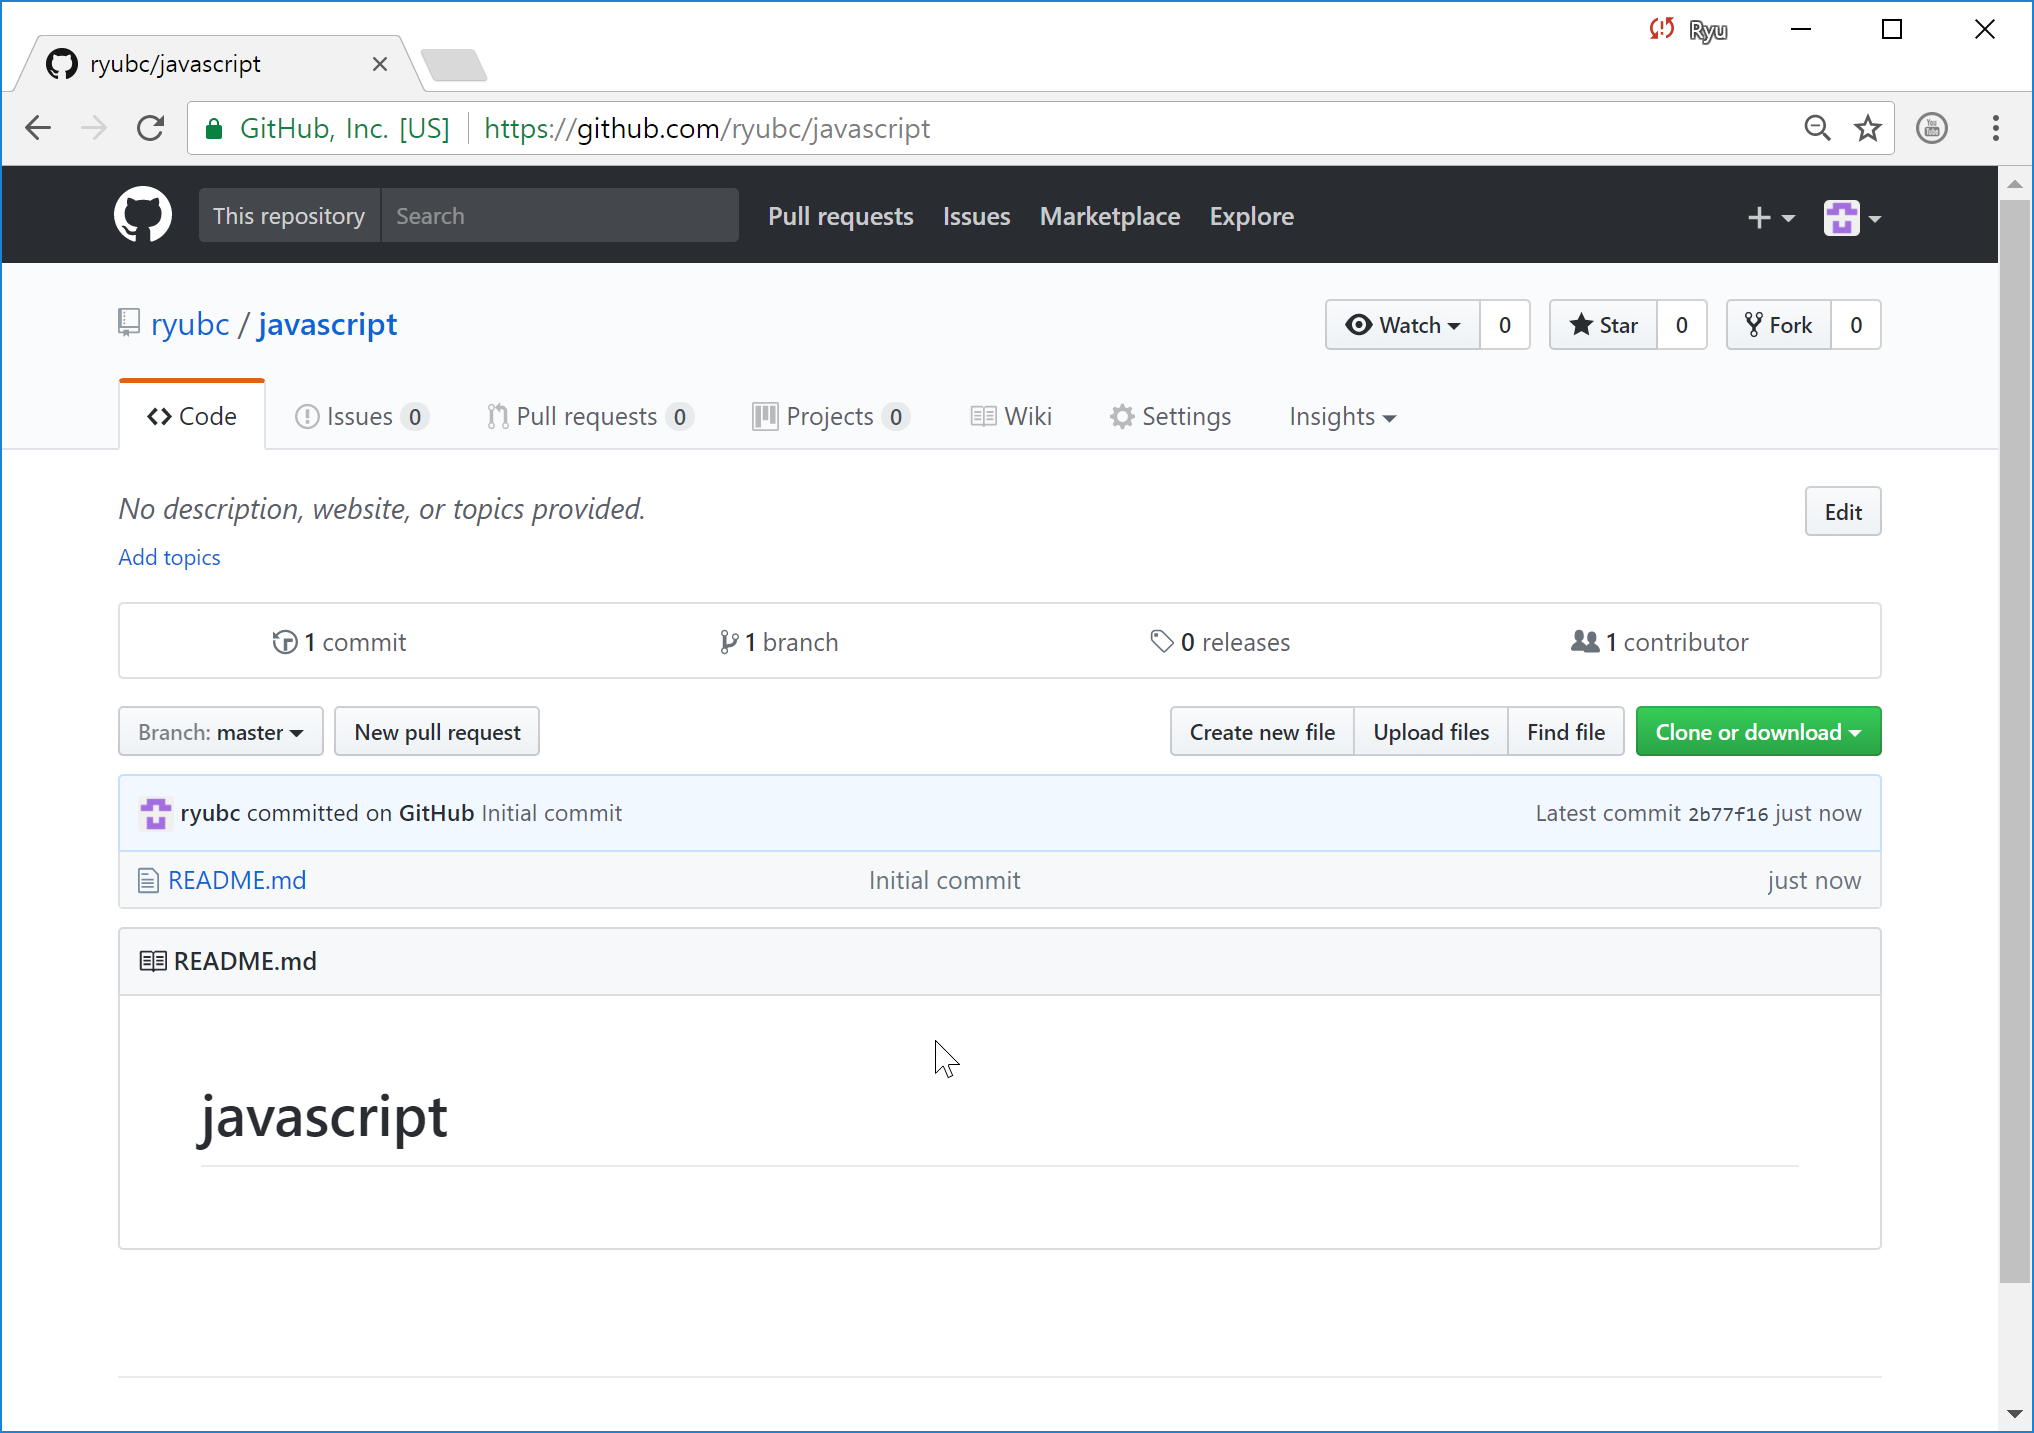 Ryu
ryubc/javascript
GitHub, Inc. [US] https://github.com/ryubc/javascript
You Tube
This repository Search Pull requests Issues Marketplace Explore
ryubc / javascript Watch 0 Star 0 Fork 0
Code Issues 0 Pull requests 0 Projects 0 Wiki Settings Insights
No description, website, or topics provided. Edit
Add topics
1 commit 1 branch 0 releases 1 contributor
Branch: master New pull request Create new file Upload files Find file Clone or download
ryubc committed on GitHub Initial commit Latest commit 2b77f16 just now
README.md Initial commit just now
README.md
javascript